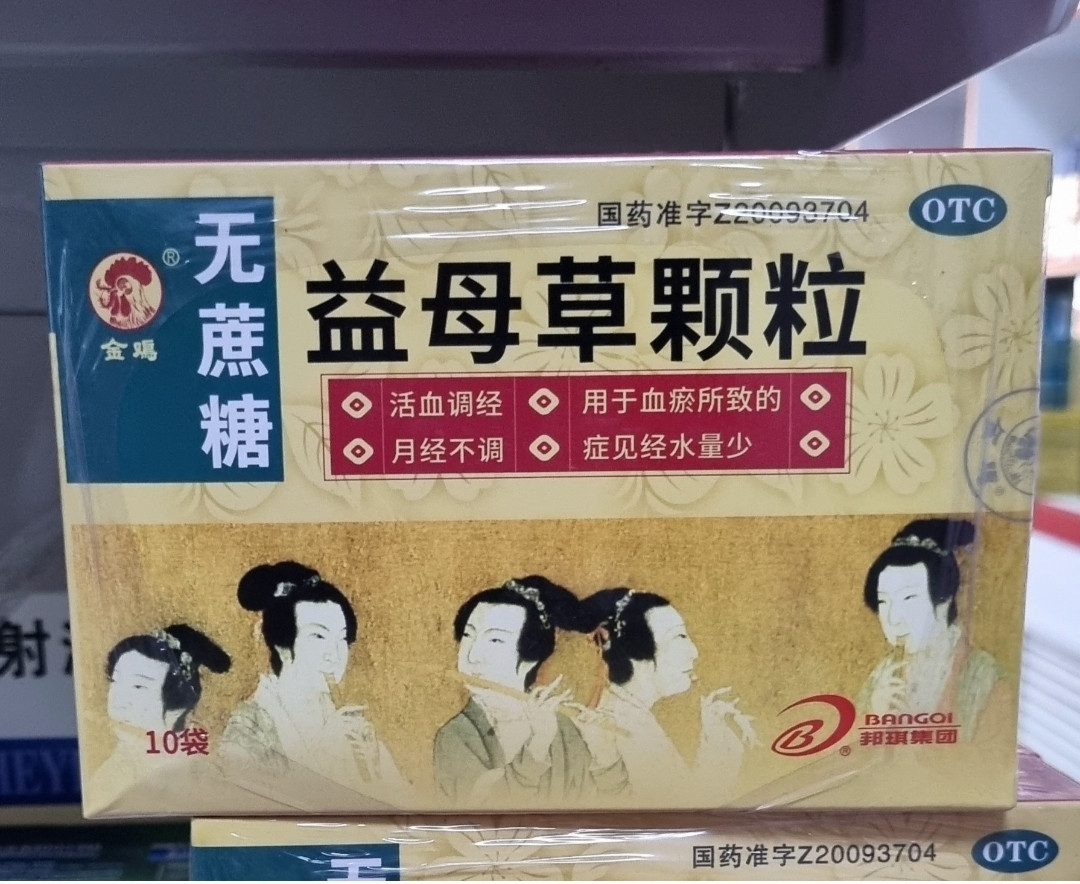 国药准字Z20093704
OTC
无蔗糖
®
金鸡
益母草颗粒
活血调经
用于血瘀所致的
月经不调
症见经水量少
10袋
BANGQI
邦琪集团
®
射
国药准字Z20093704
OTC